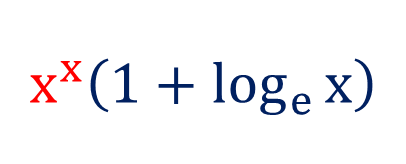 xˣ(1 + logₑ x)